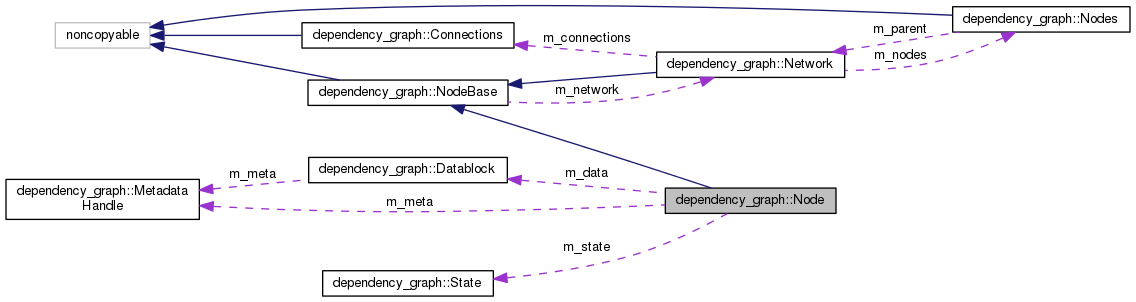 dependency_graph::Nodes
noncopyable
dependency_graph::Connections
m_connections
m_parent
m_nodes
dependency_graph::Network
dependency_graph::NodeBase
m_network
dependency_graph::Datablock
m_meta
m_data
dependency_graph::Metadata
Handle
m_meta
dependency_graph::Node
m_state
dependency_graph::State